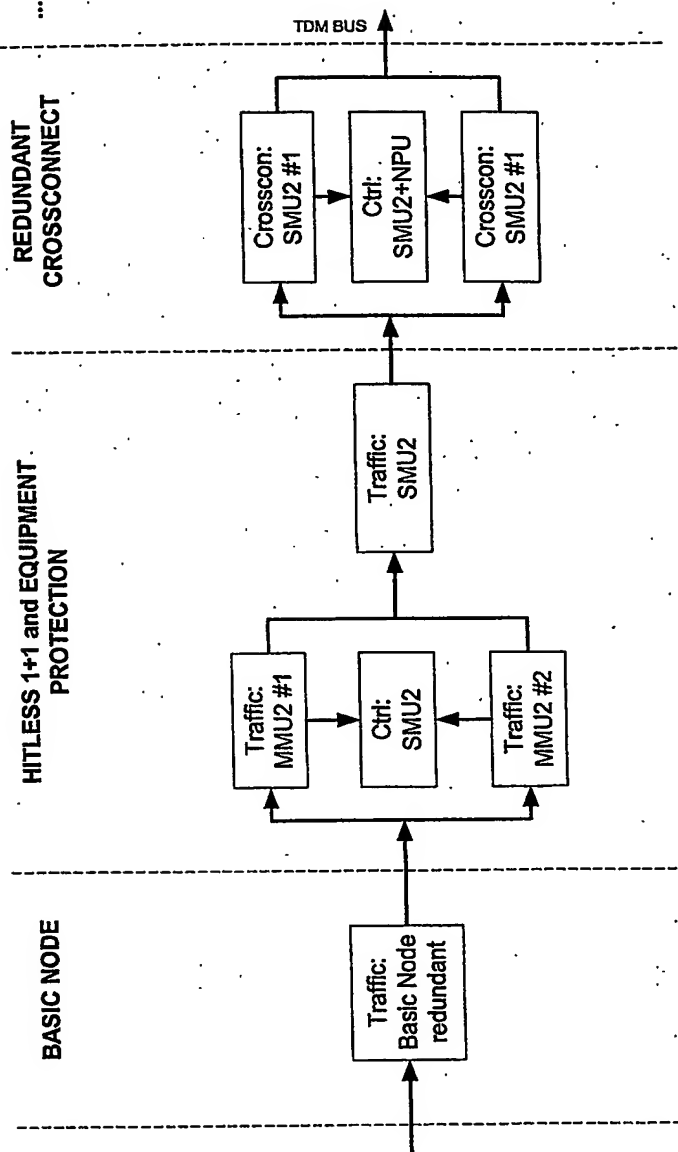 BASIC NODE
Traffic:
Basic Node
redundant
HITLESS 1+1 and EQUIPMENT
PROTECTION
Traffic:
MMU2 #1
Ctrl:
SMU2
Traffic:
MMU2 #2
Traffic:
SMU2
REDUNDANT
CROSSCONNECT
Crosscon:
SMU2 #1
Ctrl:
SMU2+NPU
Crosscon:
SMU2 #1
TDM BUS
...